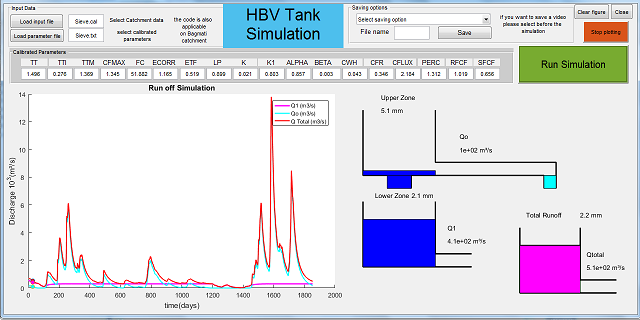 Input Data
Load input file
Sieve.cal
Select Catchment data
the code is also applicable on Bagmati catchment
Load parameter file
Sieve.txt
select calibrated parameters
HBV Tank Simulation
Saving options
Select saving option
File name
Save
if you want to save a video please select before the simulation
Clear figure
Close
Stop plotting
Calibrated Parameters
TT TTI TTM CFMAX FC ECORR ETF LP K K1 ALPHA BETA CWH CFR CFLUX PERC RFCF SFCF
1.496 0.276 1.369 1.345 51.882 1.165 0.519 0.899 0.021 0.803 0.857 0.003 0.043 0.346 2.184 1.312 1.019 0.656
Run Simulation
Run off Simulation
Q1 (m3/s)
Qo (m3/s)
Q Total (m3/s)
Discharge 10³(m³/s)
14
12
10
8
6
4
2
0
0 200 400 600 800 1000 1200 1400 1600 1800 2000
time(days)
Upper Zone
5.1 mm
Qo
1e+02 m³/s
Lower Zone 2.1 mm
Q1
4.1e+02 m³/s
Total Runoff 2.2 mm
Qtotal
5.1e+02 m³/s